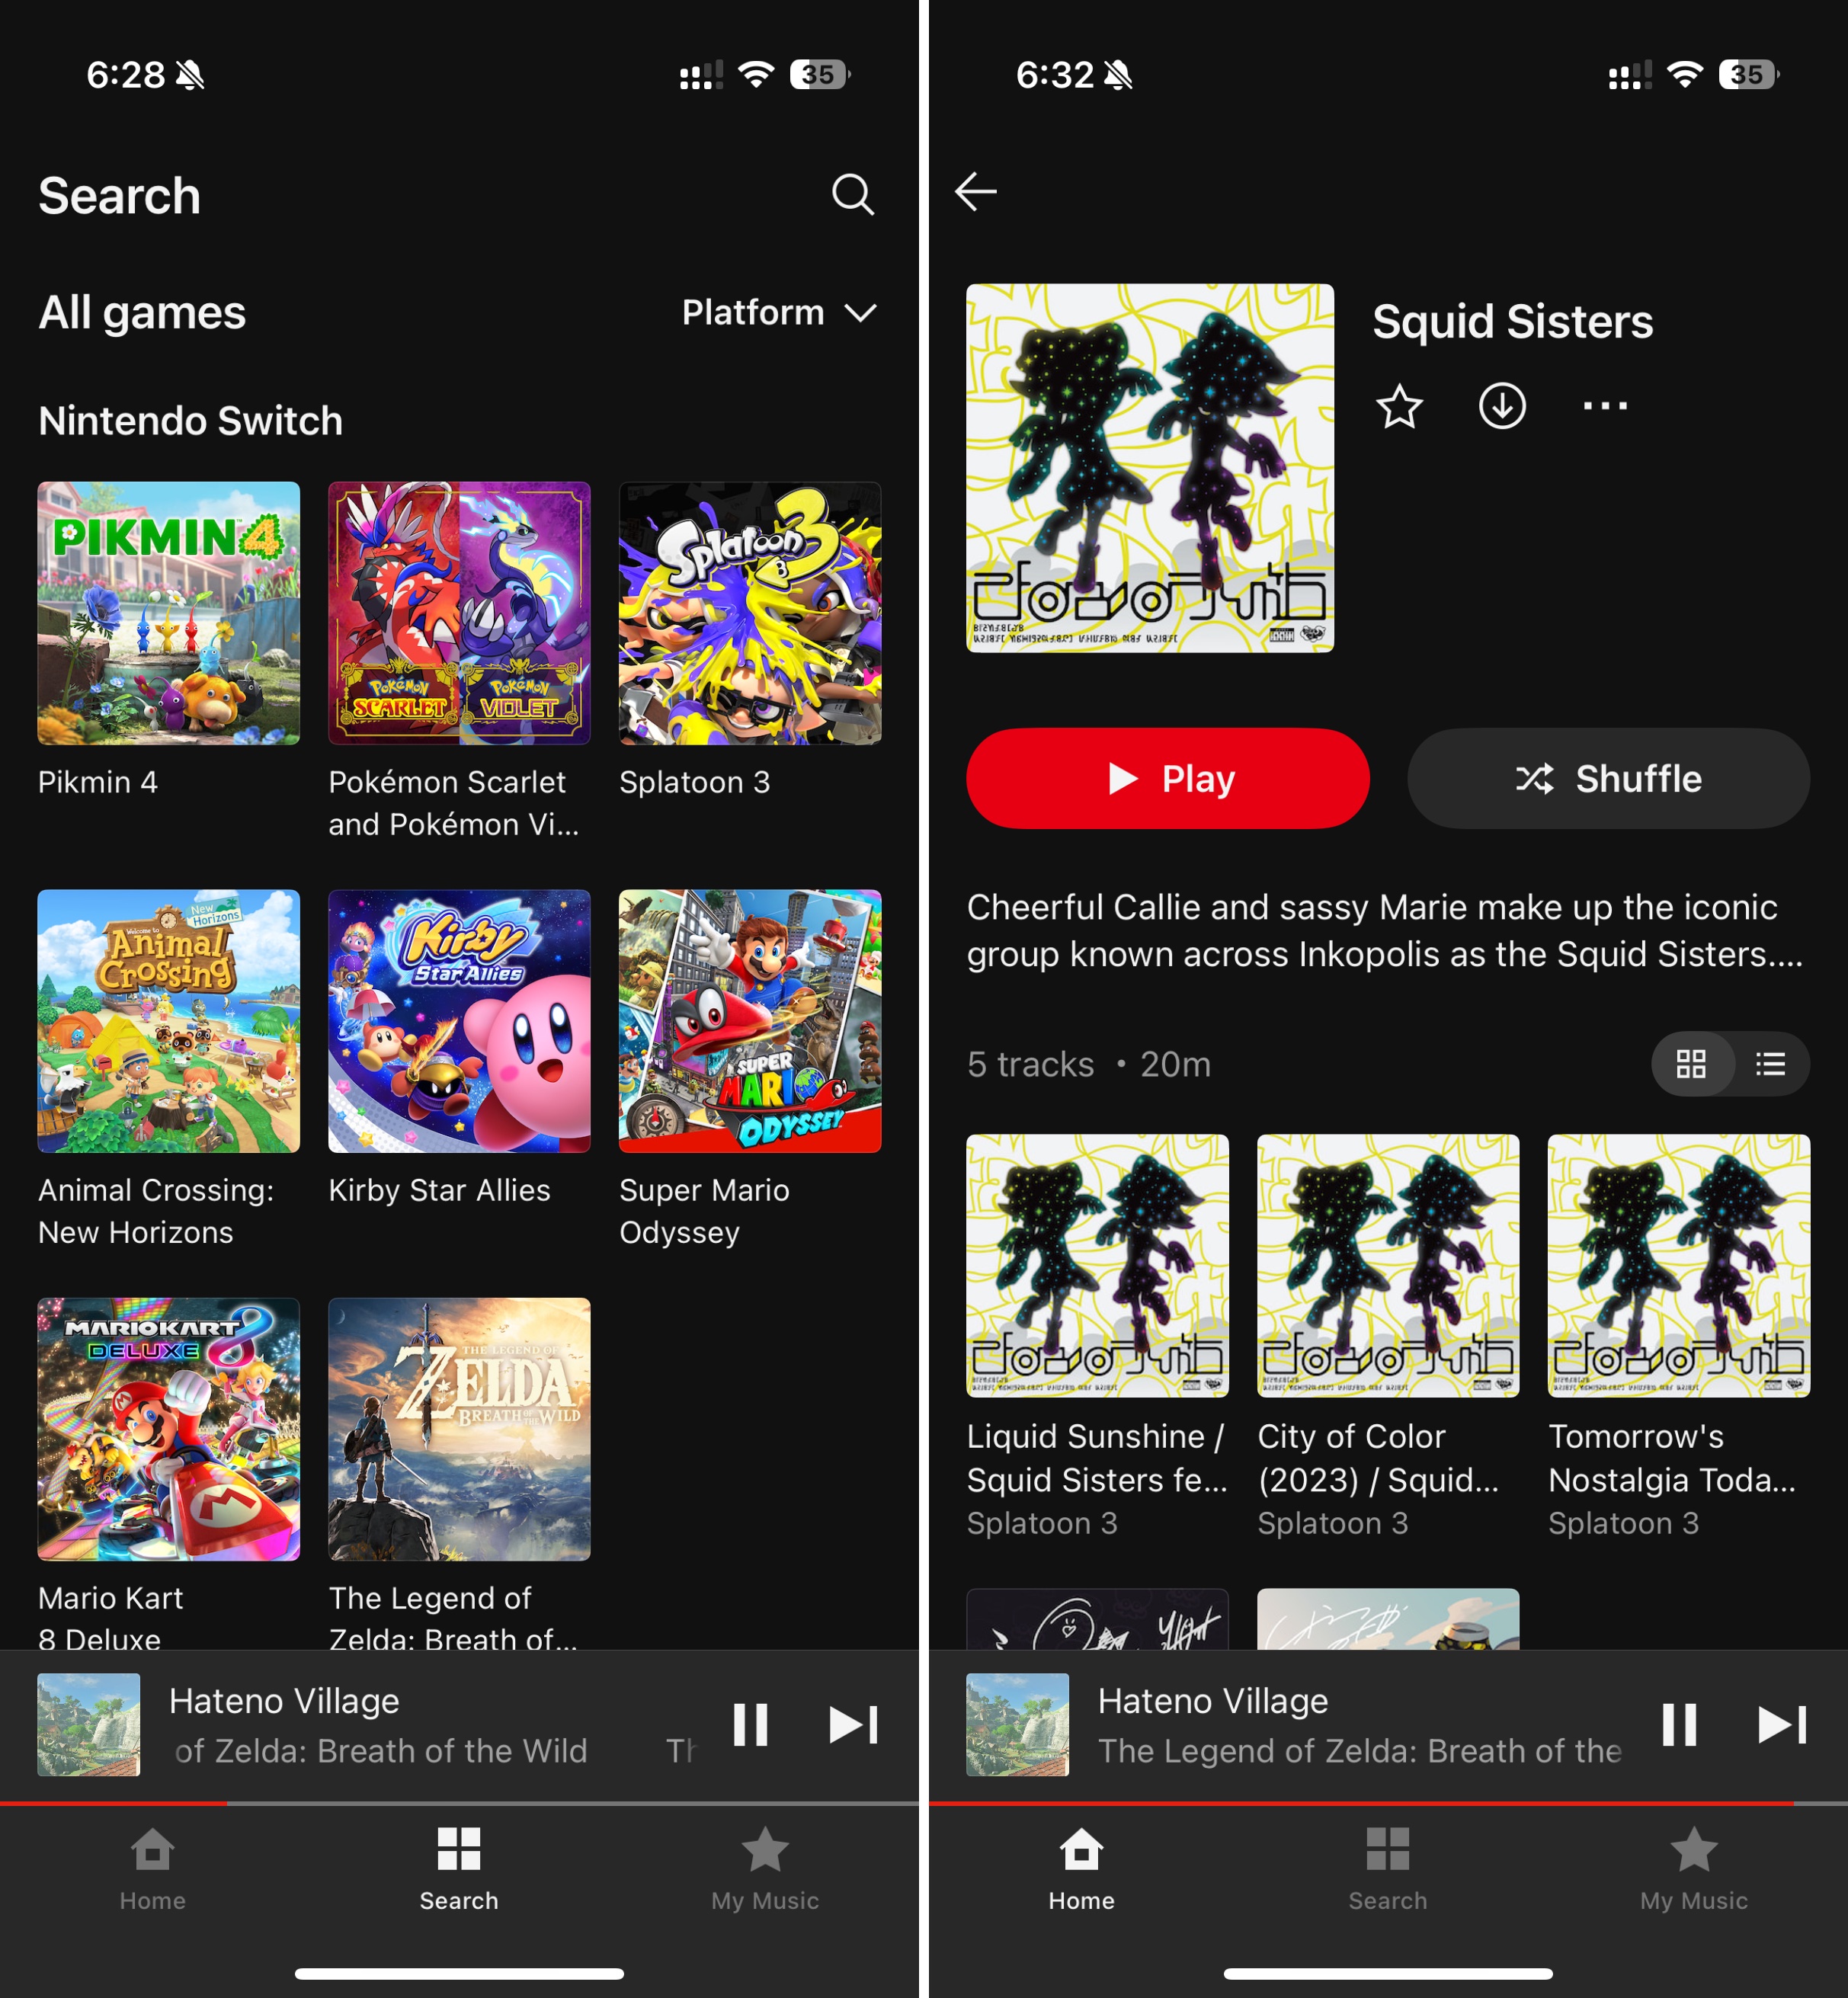 6:28
35
Search
All games
Platform
Nintendo Switch
PIKMIN 4
Pokémon
SCARLET
Pokémon
VIOLET
Splatoon 3
Pikmin 4
Pokémon Scarlet
and Pokémon Vi...
Splatoon 3
New
Horizons
Welcome to
Animal
Crossing
Kirby
Star Allies
SUPER
MARIO
ODYSSEY
Animal Crossing:
New Horizons
Kirby Star Allies
Super Mario
Odyssey
MARIOKART 8
DELUXE
THE LEGEND OF
ZELDA
BREATH OF THE WILD
Mario Kart
8 Deluxe
The Legend of
Zelda: Breath of...
Hateno Village
of Zelda: Breath of the Wild Th
Home
Search
My Music
6:32
35
Squid Sisters
Play
Shuffle
Cheerful Callie and sassy Marie make up the iconic
group known across Inkopolis as the Squid Sisters....
5 tracks • 20m
Liquid Sunshine /
Squid Sisters fe...
Splatoon 3
City of Color
(2023) / Squid...
Splatoon 3
Tomorrow's
Nostalgia Toda...
Splatoon 3
Hateno Village
The Legend of Zelda: Breath of the
Home
Search
My Music